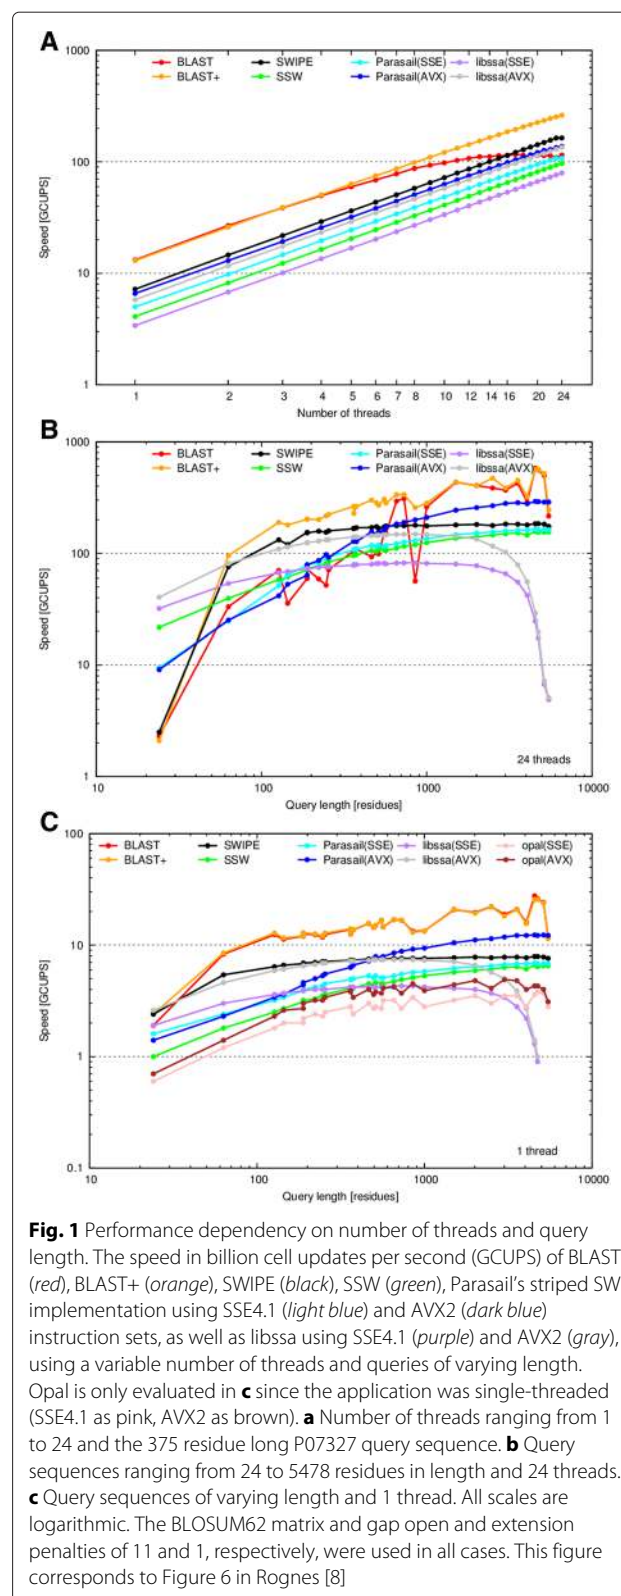 A
1000
BLAST SWIPE Parasail(SSE) libssa(SSE)
BLAST+ SSW Parasail(AVX) libssa(AVX)
100
10
1
Speed [GCUPS]
1 2 3 4 5 6 7 8 10 12 14 16 20 24
Number of threads
B
1000
BLAST SWIPE Parasail(SSE) libssa(SSE)
BLAST+ SSW Parasail(AVX) libssa(AVX)
100
10
1
Speed [GCUPS]
24 threads
10 100 1000 10000
Query length [residues]
C
100
BLAST SWIPE Parasail(SSE) libssa(SSE) opal(SSE)
BLAST+ SSW Parasail(AVX) libssa(AVX) opal(AVX)
10
1
0.1
Speed [GCUPS]
1 thread
10 100 1000 10000
Query length [residues]
Fig. 1 Performance dependency on number of threads and query
length. The speed in billion cell updates per second (GCUPS) of BLAST
(red), BLAST+ (orange), SWIPE (black), SSW (green), Parasail's striped SW
implementation using SSE4.1 (light blue) and AVX2 (dark blue)
instruction sets, as well as libssa using SSE4.1 (purple) and AVX2 (gray),
using a variable number of threads and queries of varying length.
Opal is only evaluated in c since the application was single-threaded
(SSE4.1 as pink, AVX2 as brown). a Number of threads ranging from 1
to 24 and the 375 residue long P07327 query sequence. b Query
sequences ranging from 24 to 5478 residues in length and 24 threads.
c Query sequences of varying length and 1 thread. All scales are
logarithmic. The BLOSUM62 matrix and gap open and extension
penalties of 11 and 1, respectively, were used in all cases. This figure
corresponds to Figure 6 in Rognes [8]